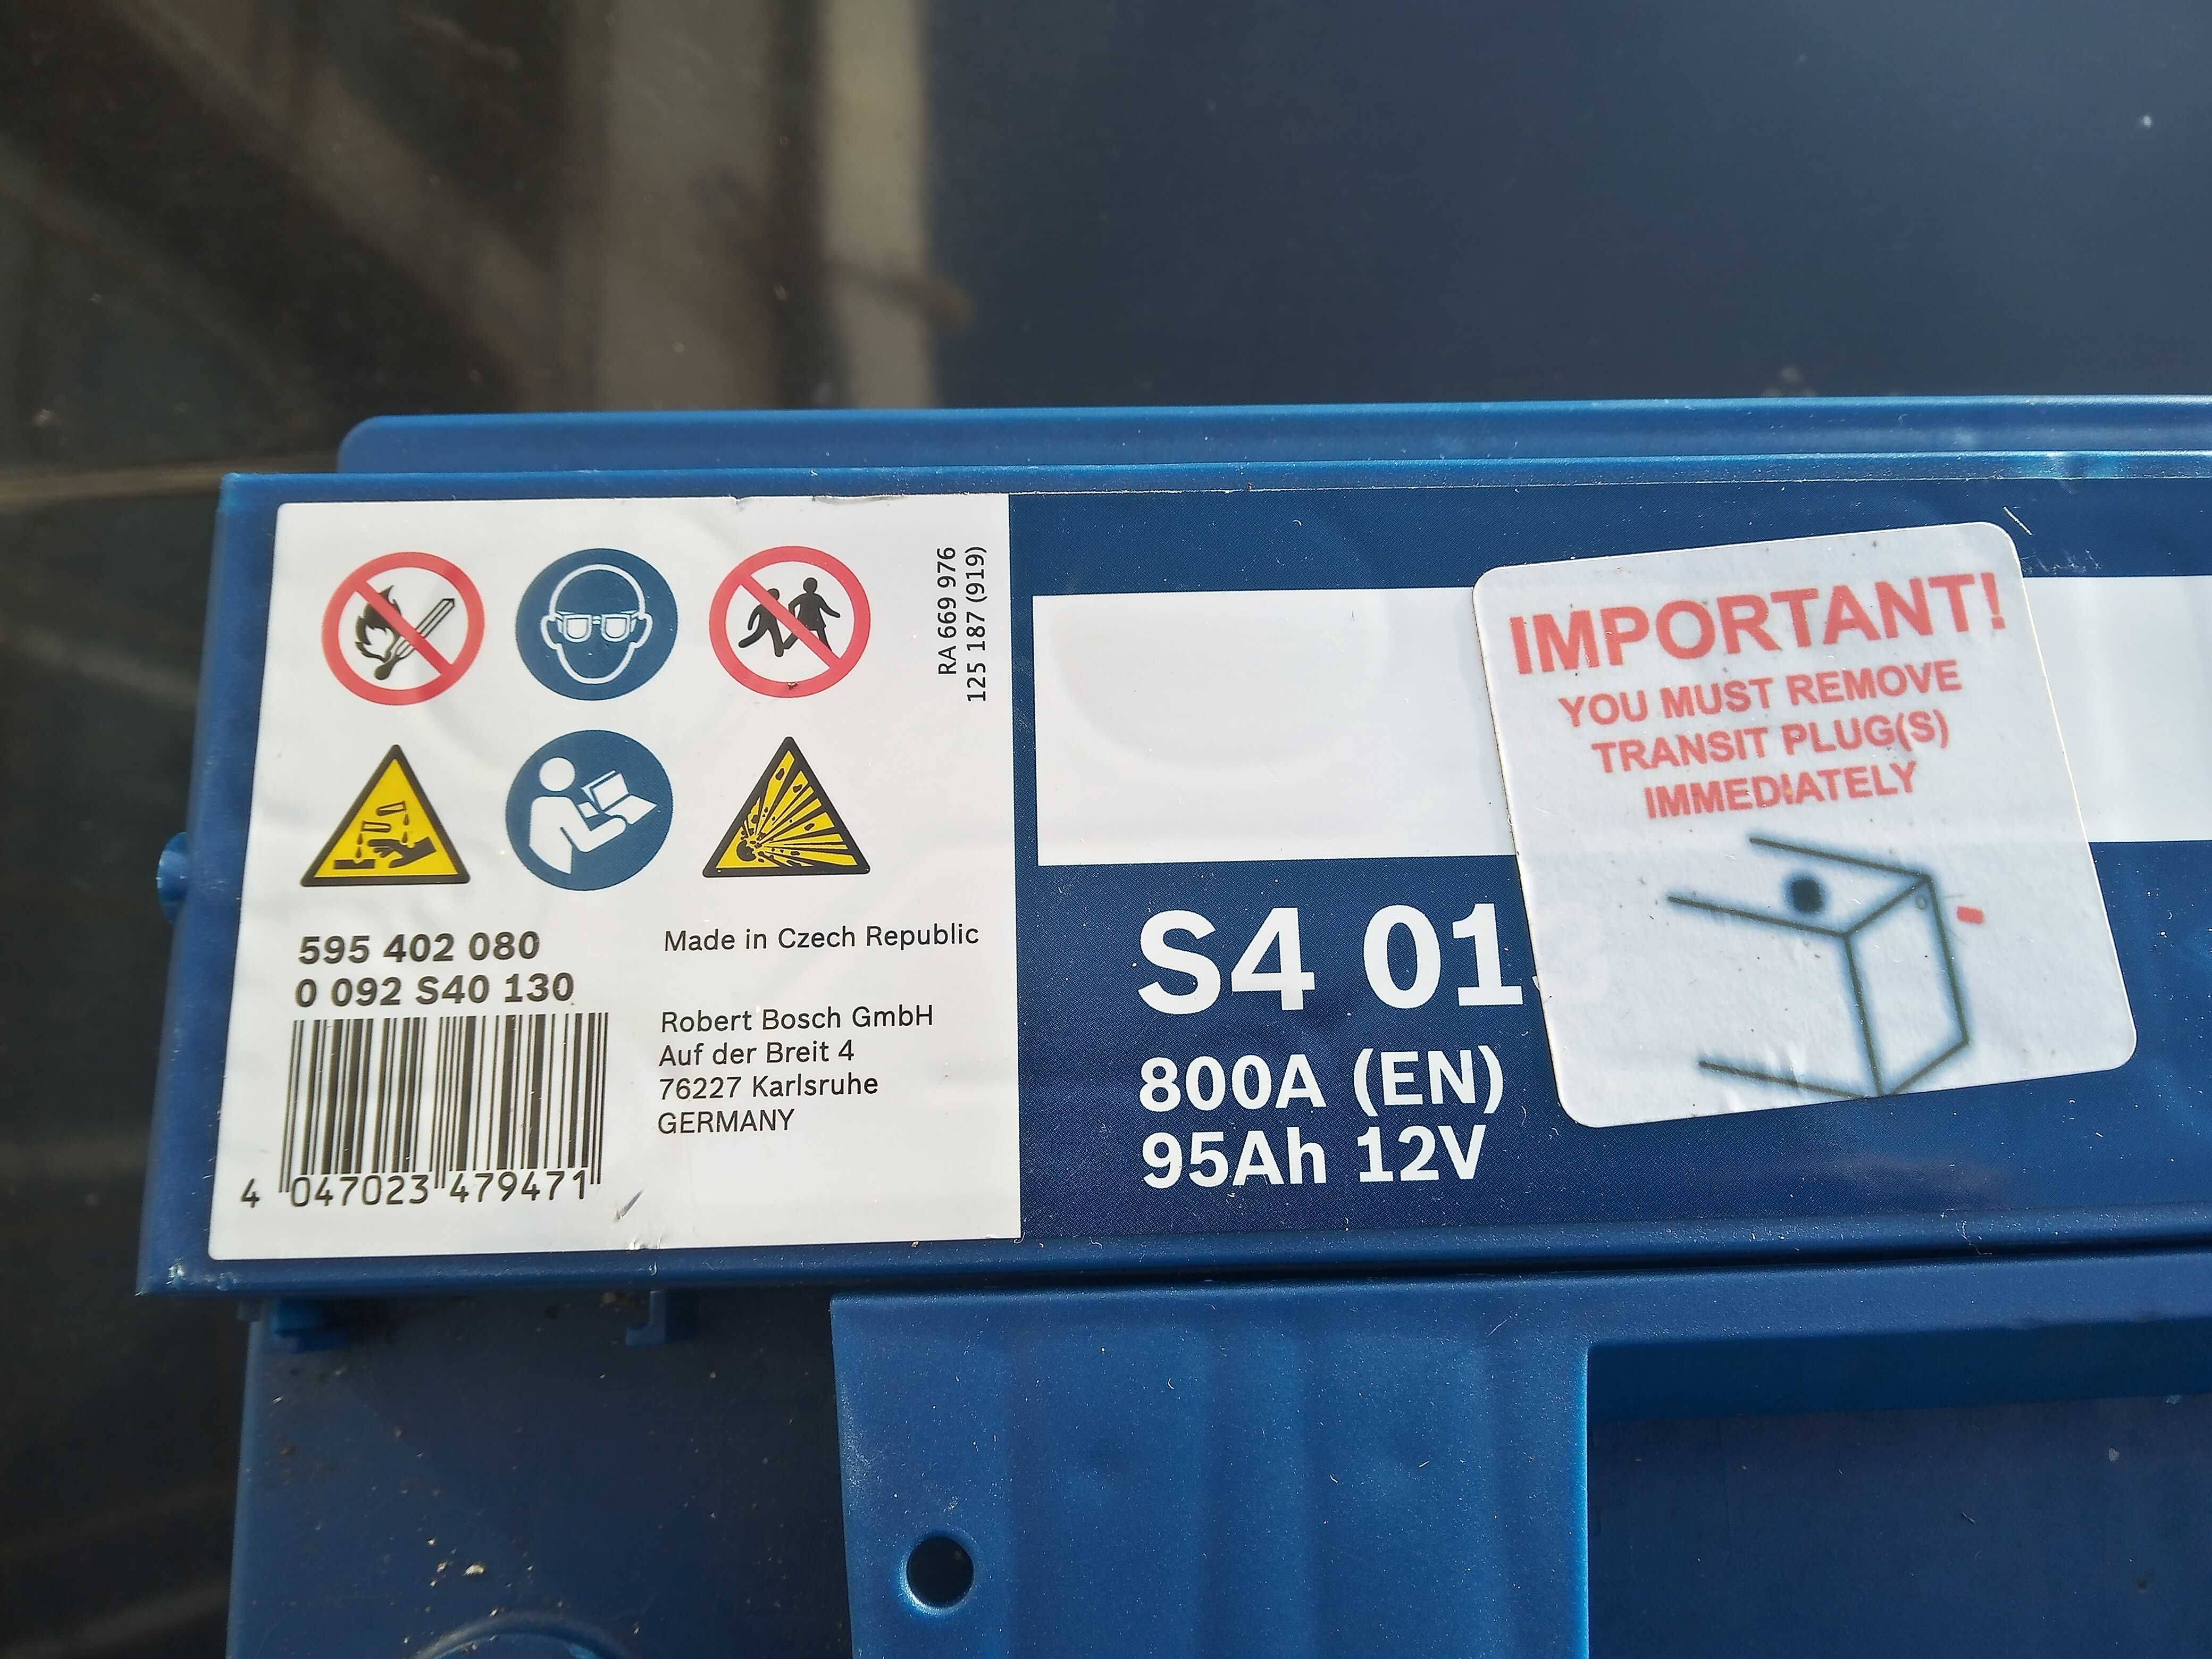 RA 669 976
125 187 (919)
595 402 080
0 092 S40 130
Made in Czech Republic
Robert Bosch GmbH
Auf der Breit 4
76227 Karlsruhe
GERMANY
4 047023 479471
S4 013
800A (EN)
95Ah 12V
IMPORTANT!
YOU MUST REMOVE
TRANSIT PLUG(S)
IMMEDIATELY